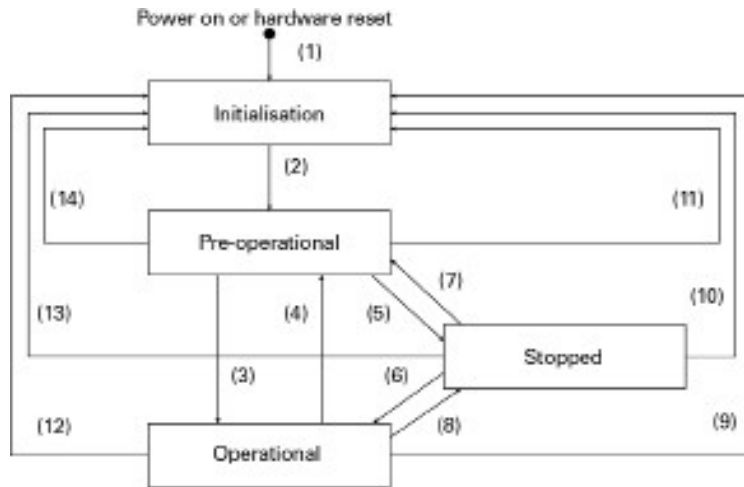 Power on or hardware reset
(1)
Initialisation
(2)
(14)
(11)
Pre-operational
(7)
(10)
(13)
(4)
(5)
Stopped
(3)
(6)
(12)
(8)
(9)
Operational